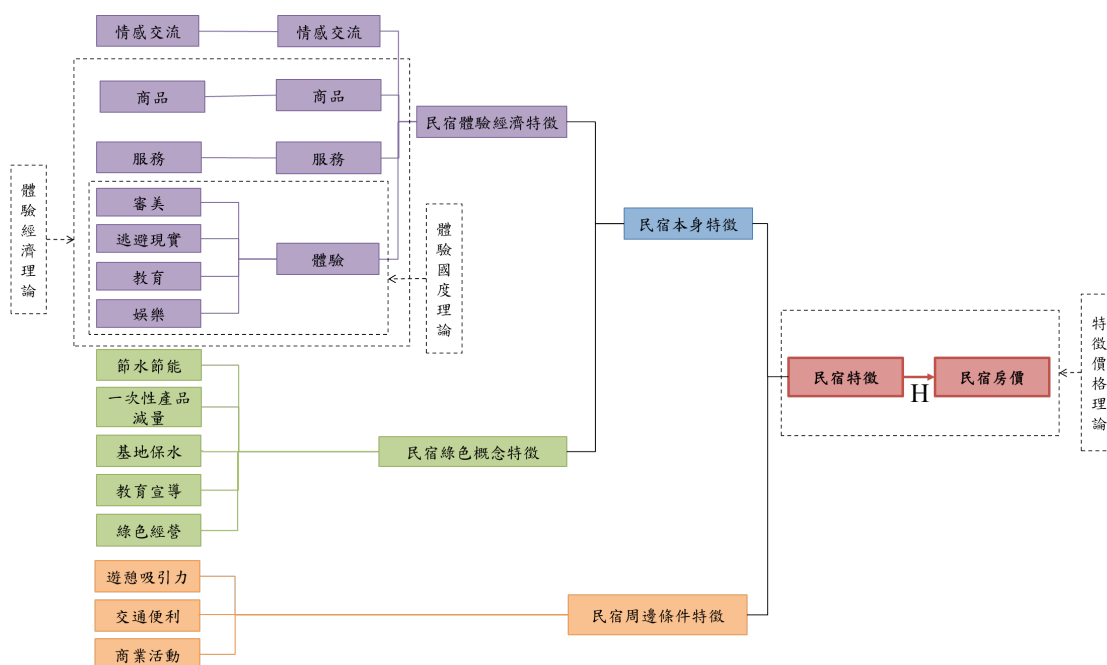 情感交流
情感交流
商品
商品
民宿體驗經濟特徵
服務
服務
體驗經濟理論
審美
逃避現實
體驗
教育
娛樂
體驗國度理論
民宿本身特徵
節水節能
一次性產品
減量
基地保水
教育宣導
綠色經營
民宿綠色概念特徵
民宿特徵
H
民宿房價
特徵價格理論
遊憩吸引力
交通便利
商業活動
民宿周邊條件特徵